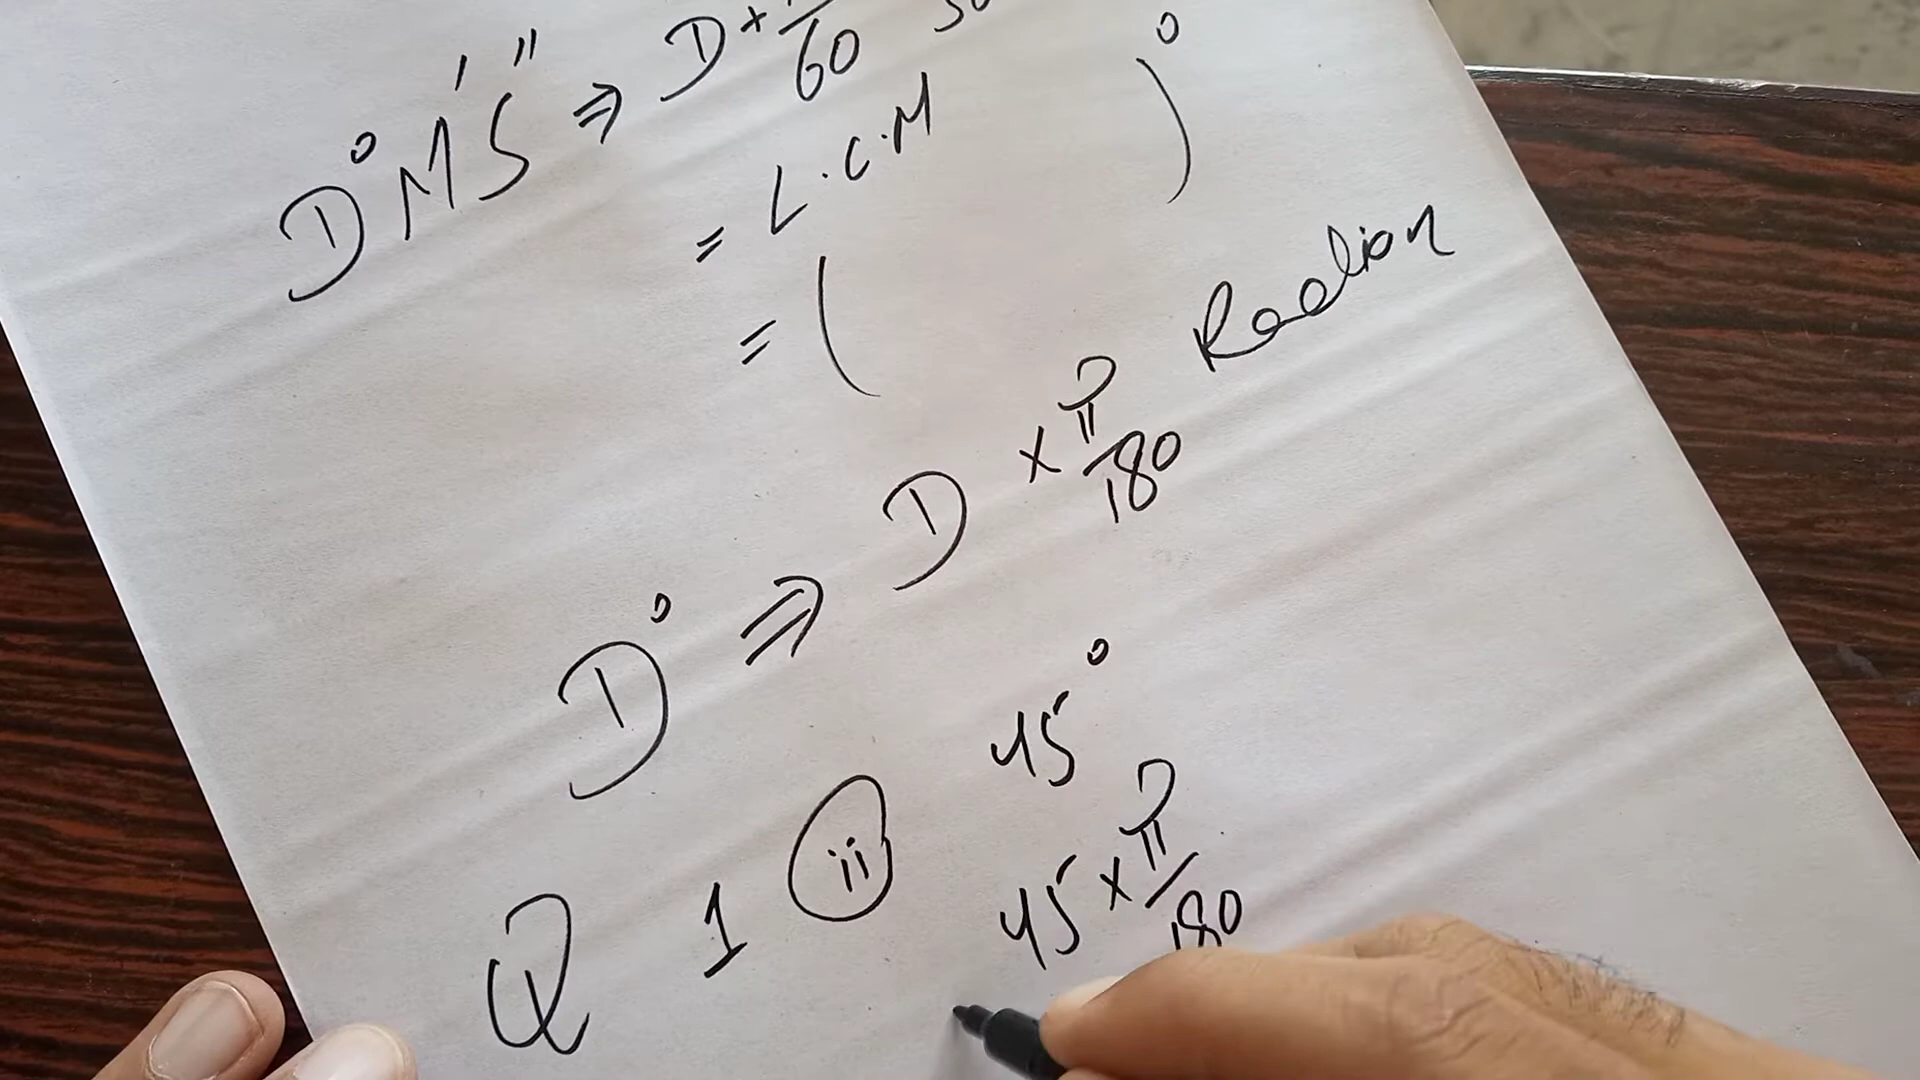 D° M′ S″ ⇒ D + /60
= L.C.M
= ( )°
D° ⇒ D × π/180 Radian
Q 1 (ii) 45°
45 × π/180